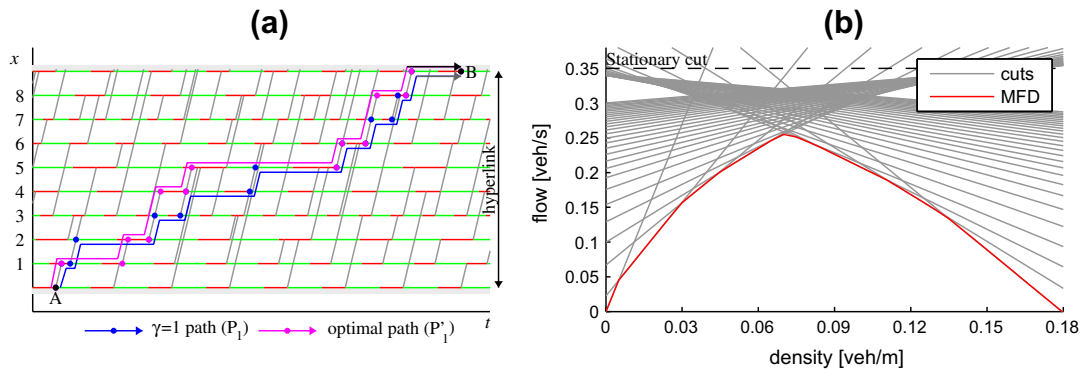 (a)
x
8
7
6
5
4
3
2
1
A
B
hyperlink
t
γ=1 path (P₁)
optimal path (P'₁)
(b)
Stationary cut
cuts
MFD
flow [veh/s]
0.35
0.3
0.25
0.2
0.15
0.1
0.05
0
0 0.03 0.06 0.09 0.12 0.15 0.18
density [veh/m]